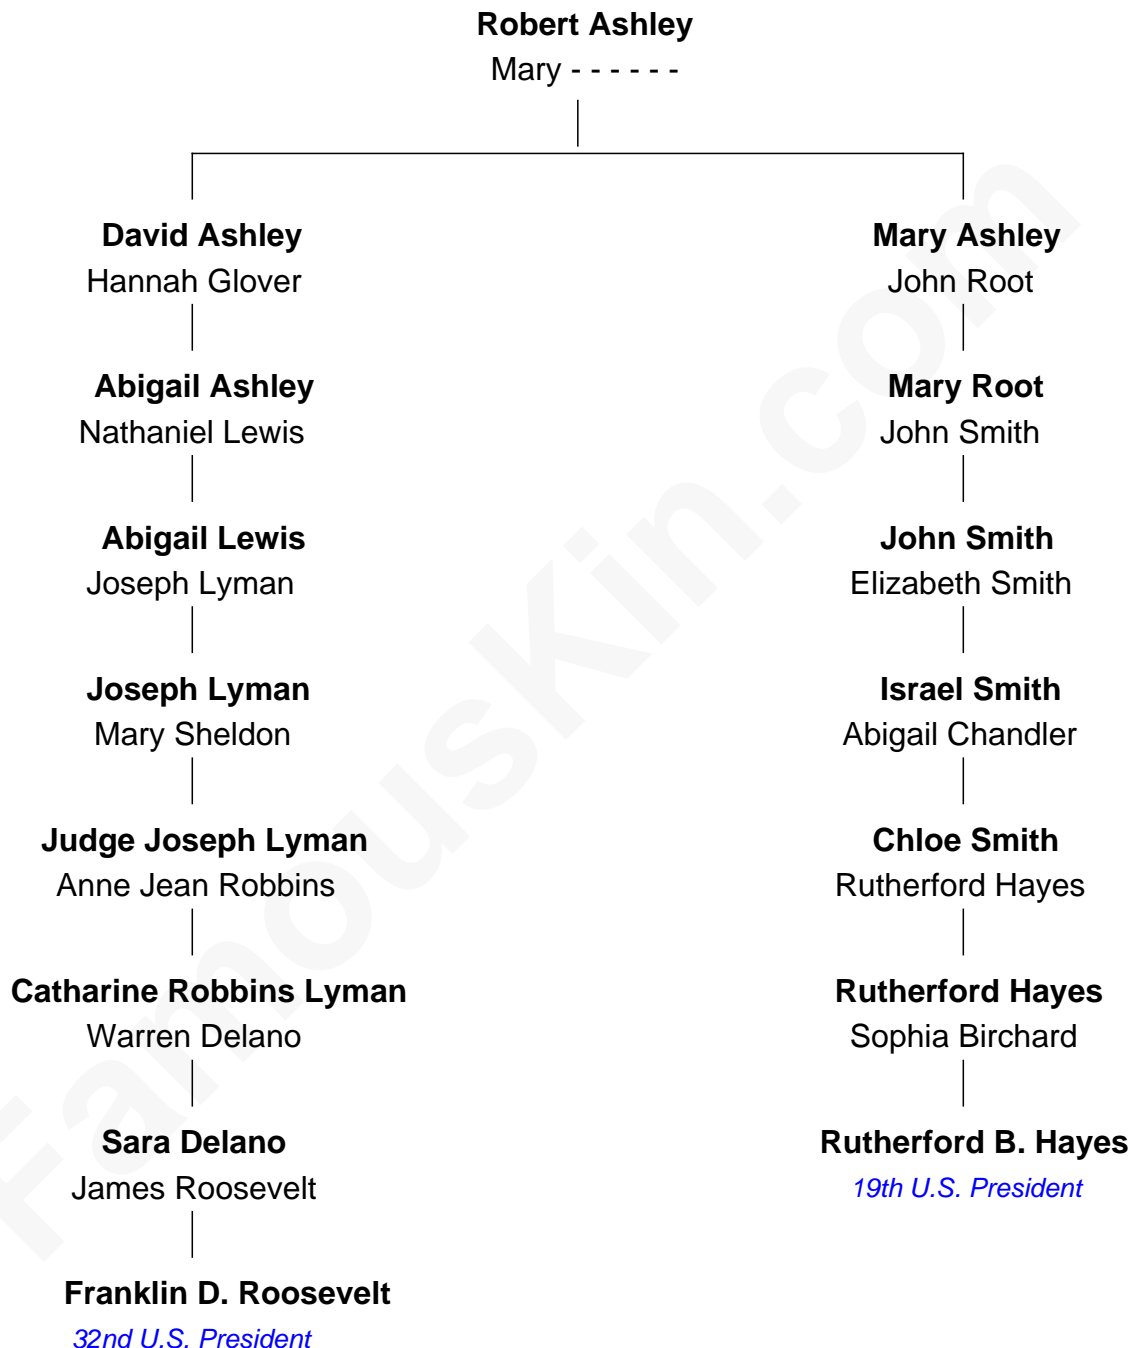 Robert Ashley
Mary - - - - - -
David Ashley
Hannah Glover
Mary Ashley
John Root
Abigail Ashley
Nathaniel Lewis
Mary Root
John Smith
Abigail Lewis
Joseph Lyman
John Smith
Elizabeth Smith
Joseph Lyman
Mary Sheldon
Israel Smith
Abigail Chandler
Judge Joseph Lyman
Anne Jean Robbins
Chloe Smith
Rutherford Hayes
Catharine Robbins Lyman
Warren Delano
Rutherford Hayes
Sophia Birchard
Sara Delano
James Roosevelt
Rutherford B. Hayes
19th U.S. President
Franklin D. Roosevelt
32nd U.S. President
FamousKin.com